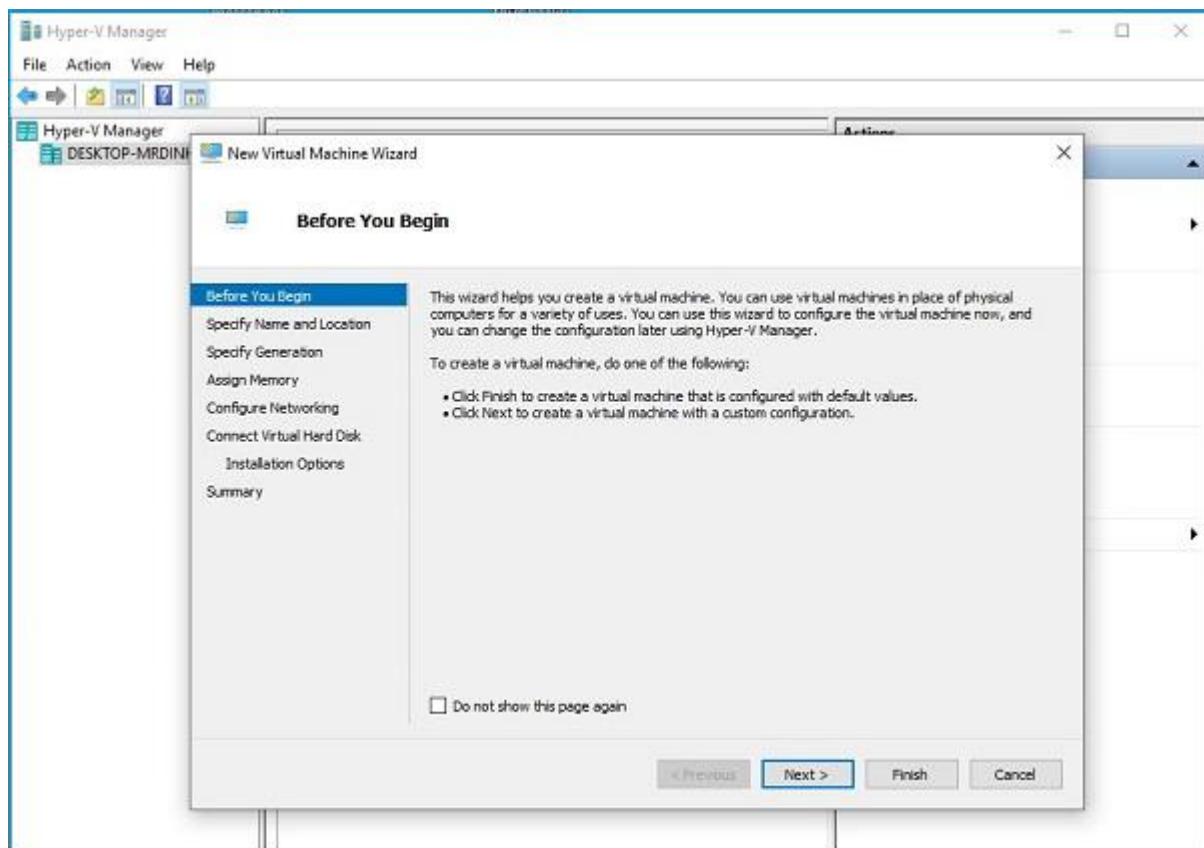 Hyper-V Manager
File Action View Help
Hyper-V Manager
Actions
DESKTOP-MRDINH
New Virtual Machine Wizard
Before You Begin
Before You Begin
Specify Name and Location
Specify Generation
Assign Memory
Configure Networking
Connect Virtual Hard Disk
Installation Options
Summary
This wizard helps you create a virtual machine. You can use virtual machines in place of physical
computers for a variety of uses. You can use this wizard to configure the virtual machine now, and
you can change the configuration later using Hyper-V Manager.
To create a virtual machine, do one of the following:
• Click Finish to create a virtual machine that is configured with default values.
• Click Next to create a virtual machine with a custom configuration.
Do not show this page again
< Previous
Next >
Finish
Cancel